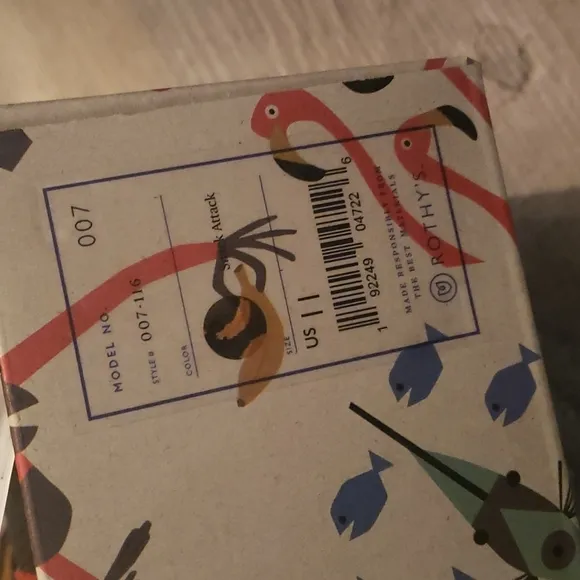 MODEL NO. 007
STYLE# 007-116
COLOR Attack
SIZE US 11
1 92249 04722 6
MADE RESPONSIBLY FROM
THE BEST MATERIALS
ROTHY'S